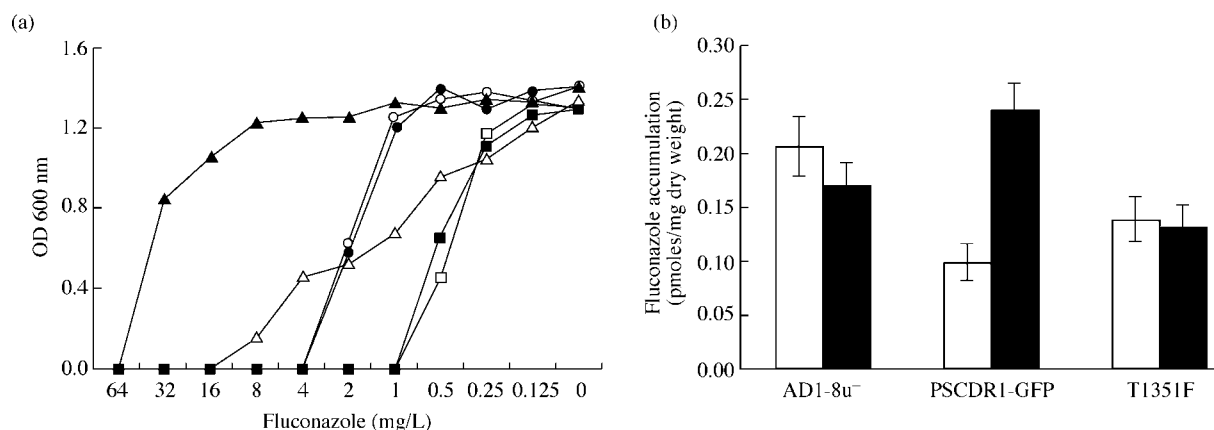 (a)
1.6
1.2
0.8
0.4
0.0
OD 600 nm
64 32 16 8 4 2 1 0.5 0.25 0.125 0
Fluconazole (mg/L)
(b)
0.30
0.25
0.20
0.15
0.10
0.05
0.00
Fluconazole accumulation
(pmoles/mg dry weight)
AD1-8u⁻ PSCDR1-GFP T1351F